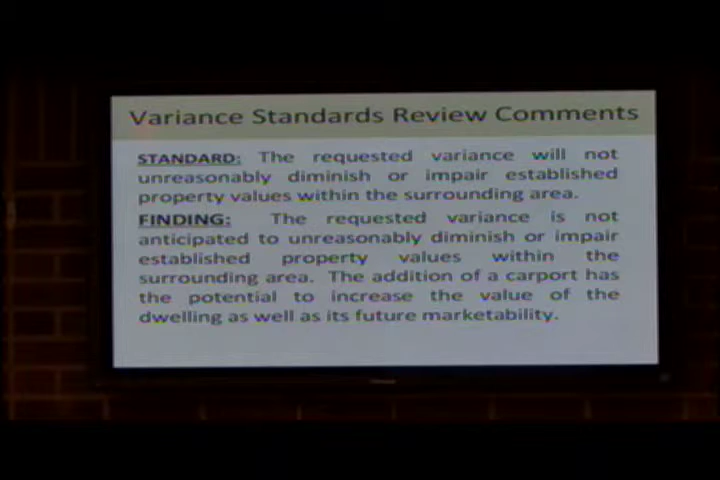 Variance Standards Review Comments
STANDARD: The requested variance will not
unreasonably diminish or impair established
property values within the surrounding area.
FINDING: The requested variance is not
anticipated to unreasonably diminish or impair
established property values within the
surrounding area. The addition of a carport has
the potential to increase the value of the
dwelling as well as its future marketability.